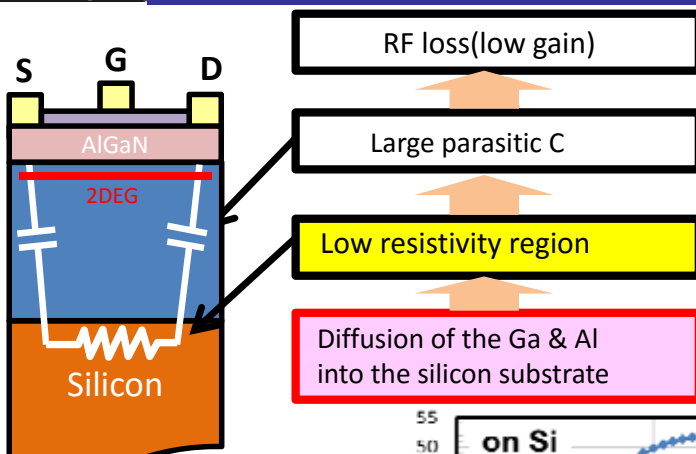 RF loss(low gain)
S G D
AlGaN
Large parasitic C
2DEG
Low resistivity region
Diffusion of the Ga & Al
into the silicon substrate
Silicon
55
on Si
50